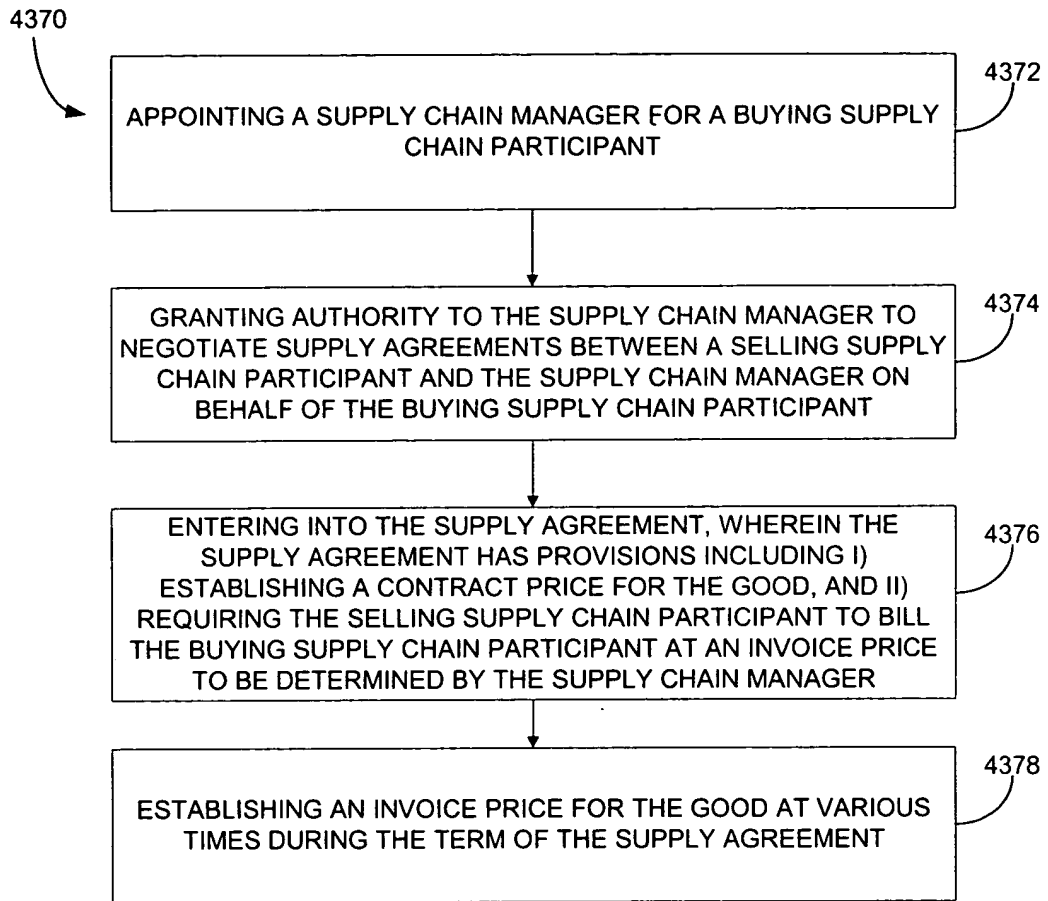 4370
4372
APPOINTING A SUPPLY CHAIN MANAGER FOR A BUYING SUPPLY
CHAIN PARTICIPANT
4374
GRANTING AUTHORITY TO THE SUPPLY CHAIN MANAGER TO
NEGOTIATE SUPPLY AGREEMENTS BETWEEN A SELLING SUPPLY
CHAIN PARTICIPANT AND THE SUPPLY CHAIN MANAGER ON
BEHALF OF THE BUYING SUPPLY CHAIN PARTICIPANT
4376
ENTERING INTO THE SUPPLY AGREEMENT, WHEREIN THE
SUPPLY AGREEMENT HAS PROVISIONS INCLUDING I)
ESTABLISHING A CONTRACT PRICE FOR THE GOOD, AND II)
REQUIRING THE SELLING SUPPLY CHAIN PARTICIPANT TO BILL
THE BUYING SUPPLY CHAIN PARTICIPANT AT AN INVOICE PRICE
TO BE DETERMINED BY THE SUPPLY CHAIN MANAGER
4378
ESTABLISHING AN INVOICE PRICE FOR THE GOOD AT VARIOUS
TIMES DURING THE TERM OF THE SUPPLY AGREEMENT